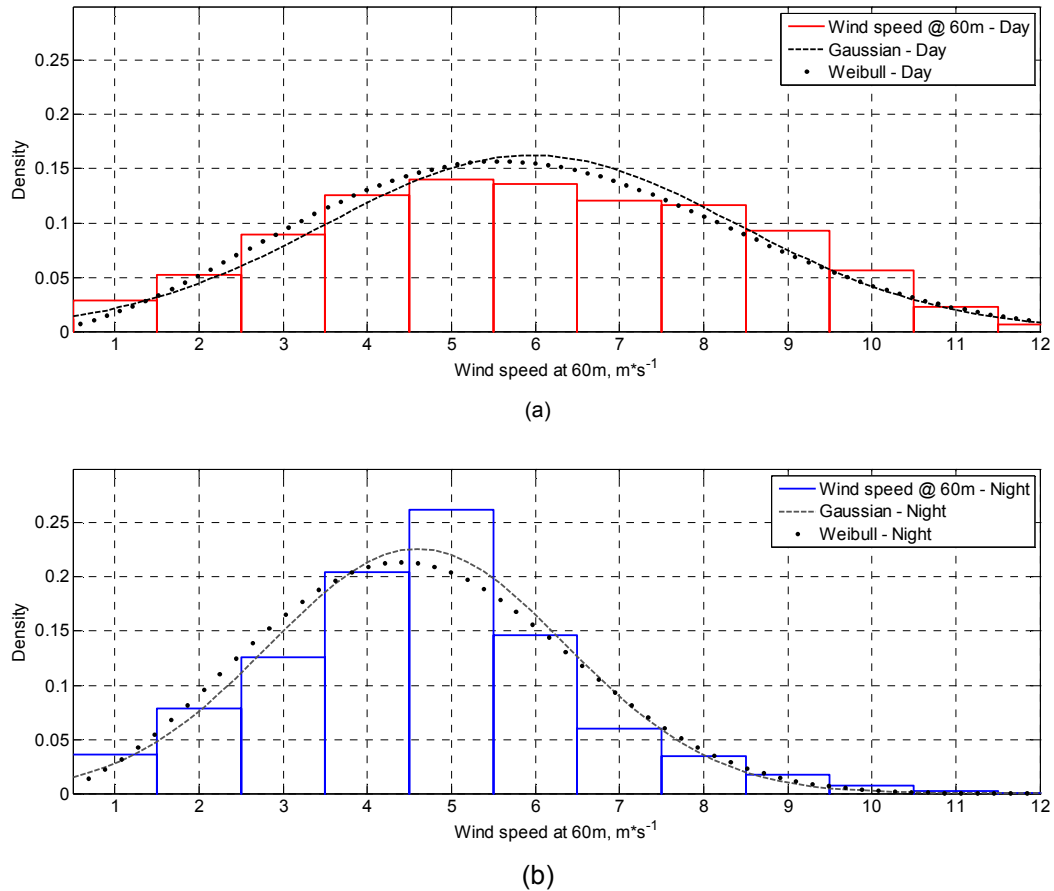 Wind speed @ 60m - Day
Gaussian - Day
Weibull - Day
0.25
0.2
0.15
0.1
0.05
0
Density
1 2 3 4 5 6 7 8 9 10 11 12
Wind speed at 60m, m*s-1
(a)
Wind speed @ 60m - Night
Gaussian - Night
Weibull - Night
0.25
0.2
0.15
0.1
0.05
0
Density
1 2 3 4 5 6 7 8 9 10 11 12
Wind speed at 60m, m*s-1
(b)